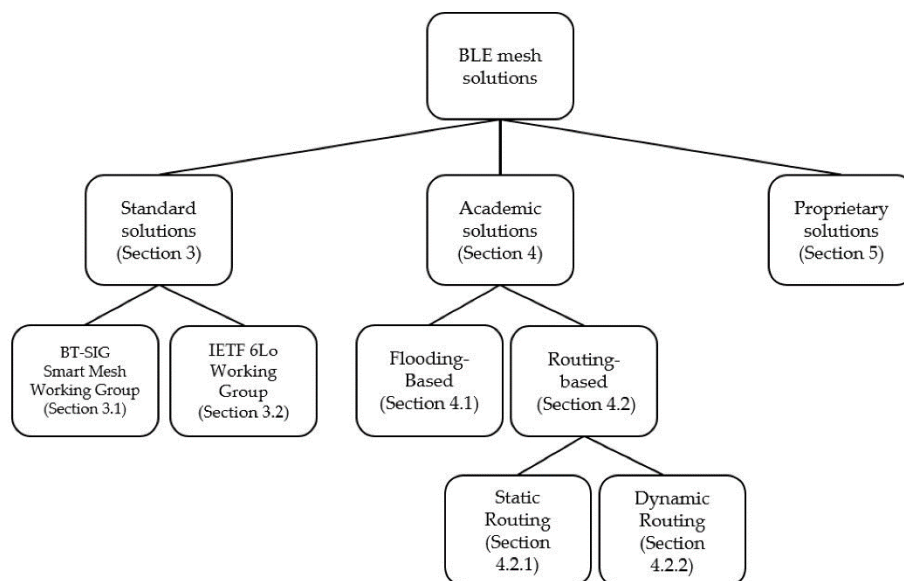 BLE mesh
solutions
Standard
solutions
(Section 3)
Academic
solutions
(Section 4)
Proprietary
solutions
(Section 5)
BT-SIG
Smart Mesh
Working Group
(Section 3.1)
IETF 6Lo
Working
Group
(Section 3.2)
Flooding-
Based
(Section 4.1)
Routing-
based
(Section 4.2)
Static
Routing
(Section
4.2.1)
Dynamic
Routing
(Section
4.2.2)